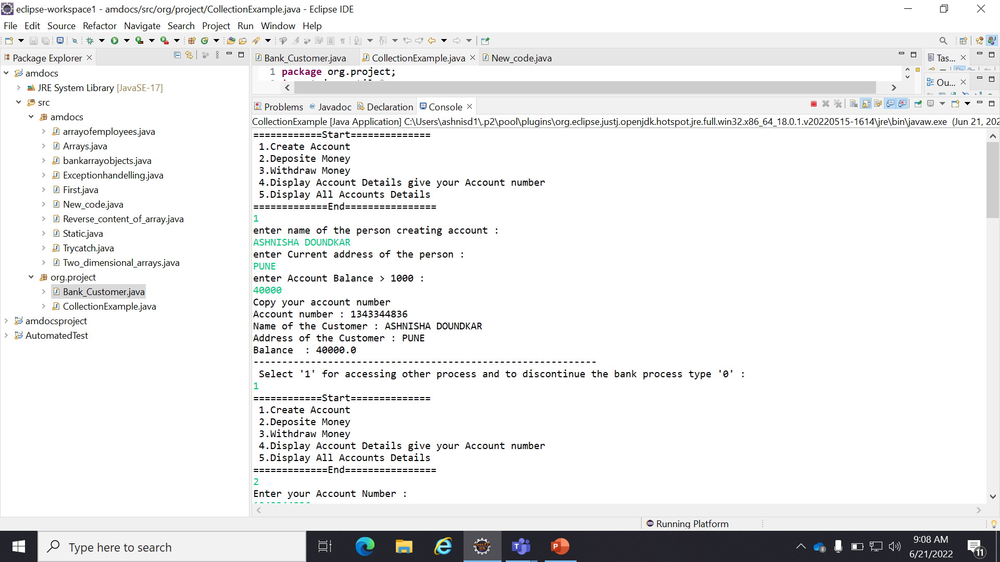 eclipse-workspace1 - amdocs/src/org/project/CollectionExample.java - Eclipse IDE
File Edit Source Refactor Navigate Search Project Run Window Help
Package Explorer
amdocs
JRE System Library [JavaSE-17]
src
amdocs
arrayofemployees.java
Arrays.java
bankarrayobjects.java
Exceptionhandelling.java
First.java
New_code.java
Reverse_content_of_array.java
Static.java
Trycatch.java
Two_dimensional_arrays.java
org.project
Bank_Customer.java
CollectionExample.java
amdocsproject
AutomatedTest
Bank_Customer.java CollectionExample.java New_code.java
1 package org.project;
Tas...
Ou...
Problems Javadoc Declaration Console
CollectionExample [Java Application] C:\Users\ashnisd1\.p2\pool\plugins\org.eclipse.justj.openjdk.hotspot.jre.full.win32.x86_64_18.0.1.v20220515-1614\jre\bin\javaw.exe (Jun 21, 202
============Start==============
1.Create Account
2.Deposite Money
3.Withdraw Money
4.Display Account Details give your Account number
5.Display All Accounts Details
=============End================
1
enter name of the person creating account :
ASHNISHA DOUNDKAR
enter Current address of the person :
PUNE
enter Account Balance > 1000 :
40000
Copy your account number
Account number : 1343344836
Name of the Customer : ASHNISHA DOUNDKAR
Address of the Customer : PUNE
Balance  : 40000.0
------------------------------------------------------------
Select '1' for accessing other process and to discontinue the bank process type '0' :
1
============Start==============
1.Create Account
2.Deposite Money
3.Withdraw Money
4.Display Account Details give your Account number
5.Display All Accounts Details
=============End================
2
Enter your Account Number :
Running Platform
Type here to search
9:08 AM
6/21/2022
11